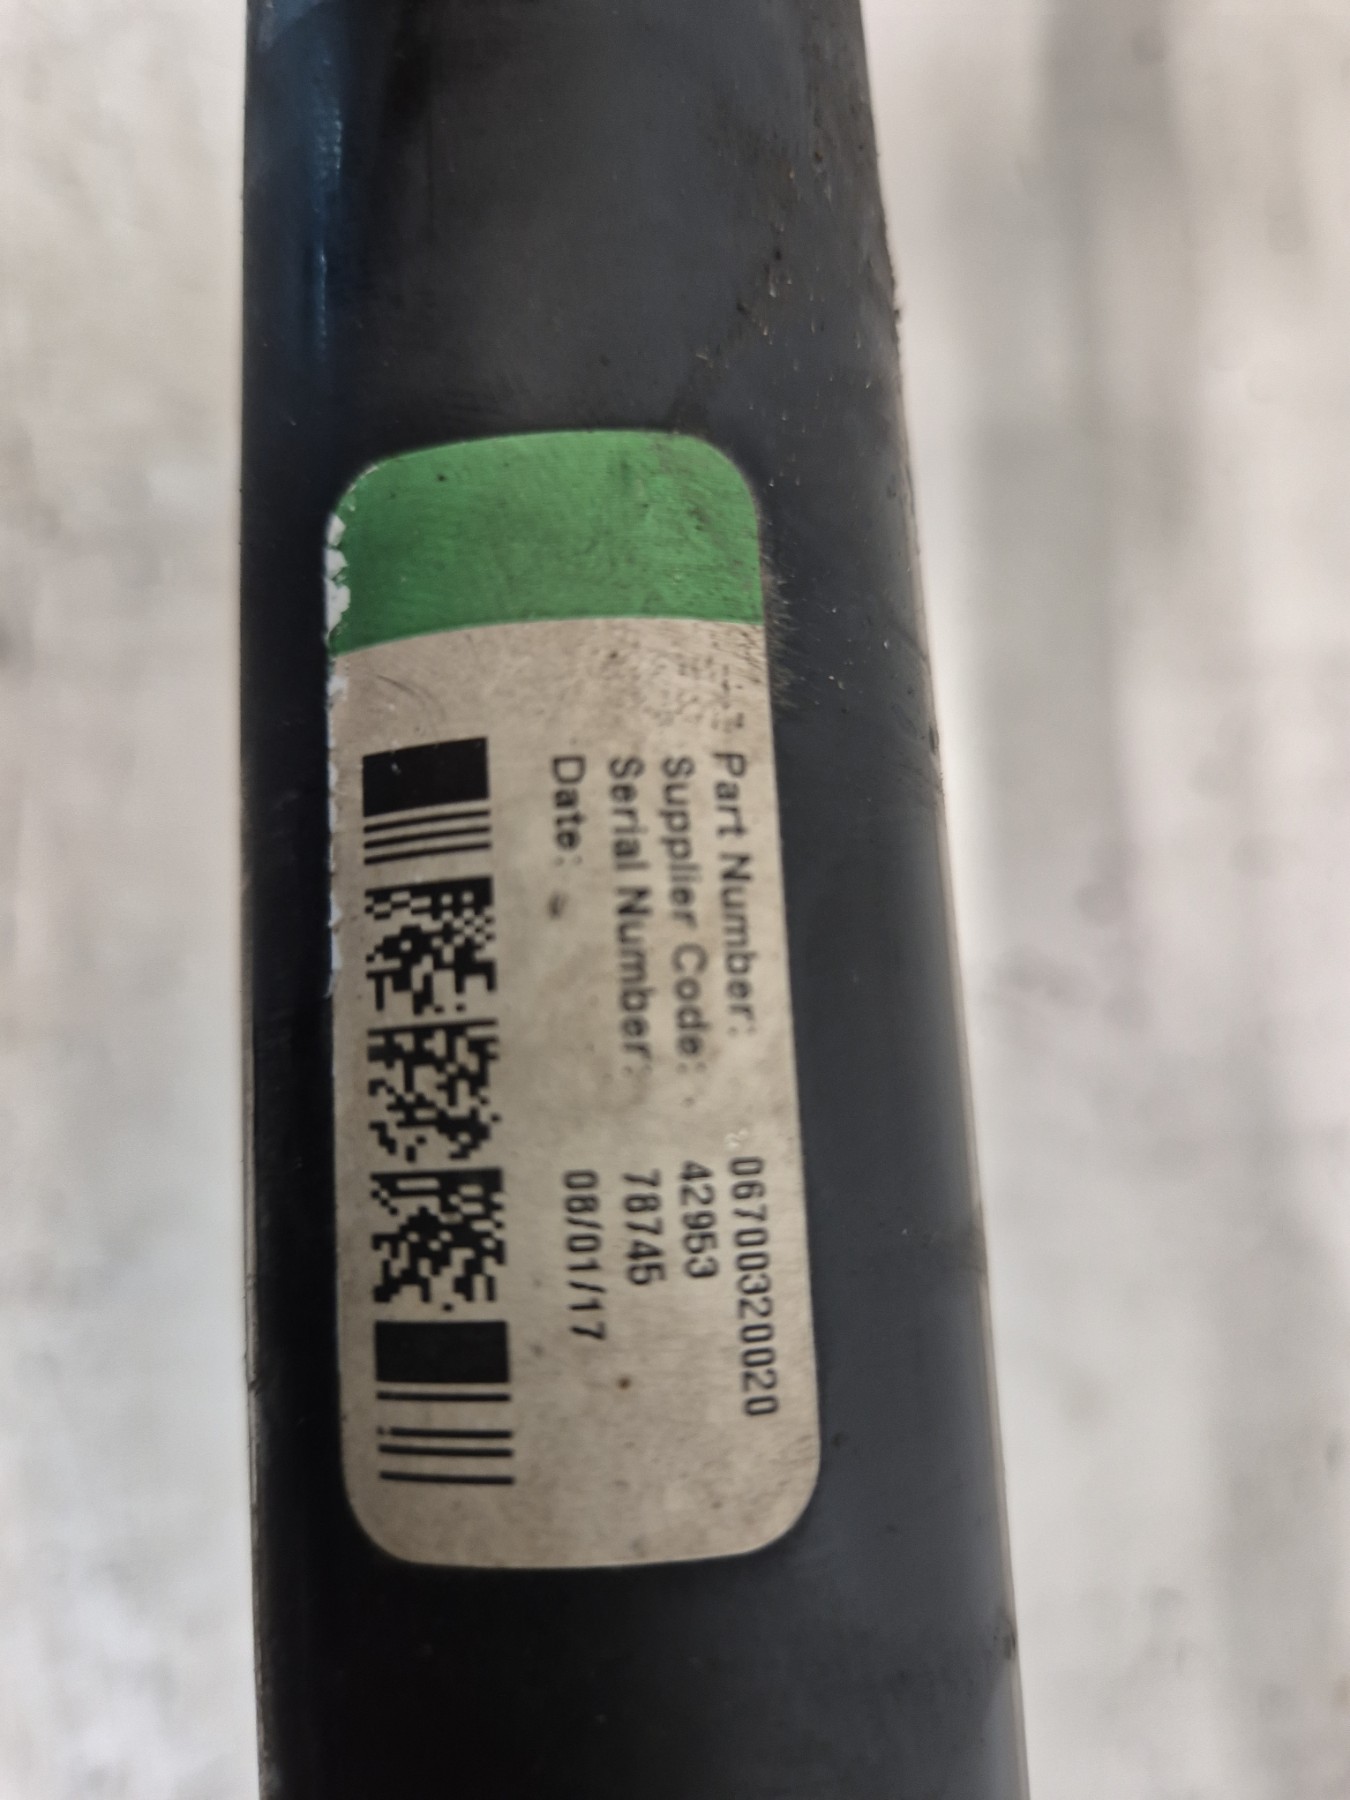 Part Number: 06700320020
Supplier Code: 42953
Serial Number: 78745
Date: 08/01/17